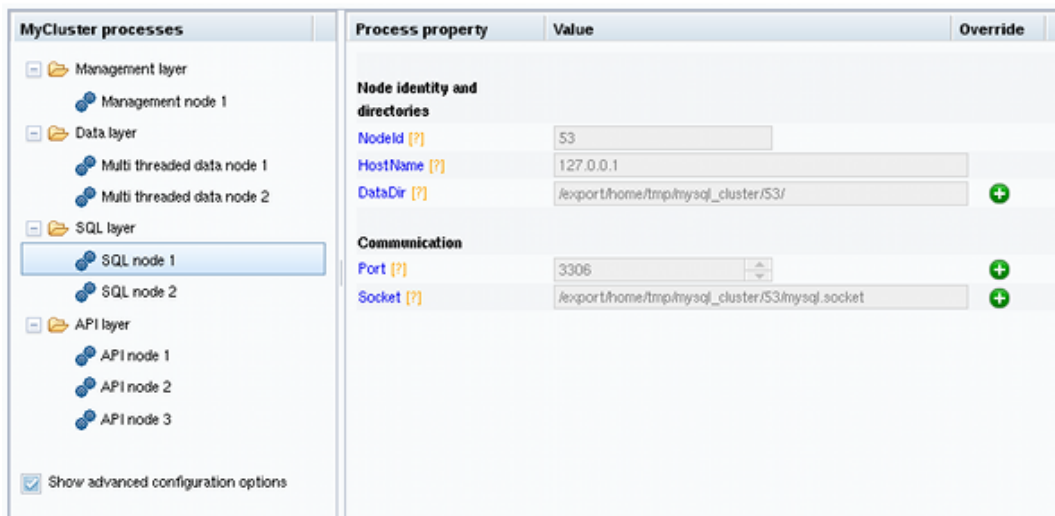 MyCluster processes
Management layer
Management node 1
Data layer
Multi threaded data node 1
Multi threaded data node 2
SQL layer
SQL node 1
SQL node 2
API layer
API node 1
API node 2
API node 3
Show advanced configuration options
Process property Value Override
Node identity and
directories
NodeId [?] 53
HostName [?] 127.0.0.1
DataDir [?] /export/home/tmp/mysql_cluster/53/
Communication
Port [?] 3306
Socket [?] /export/home/tmp/mysql_cluster/53/mysql.socket